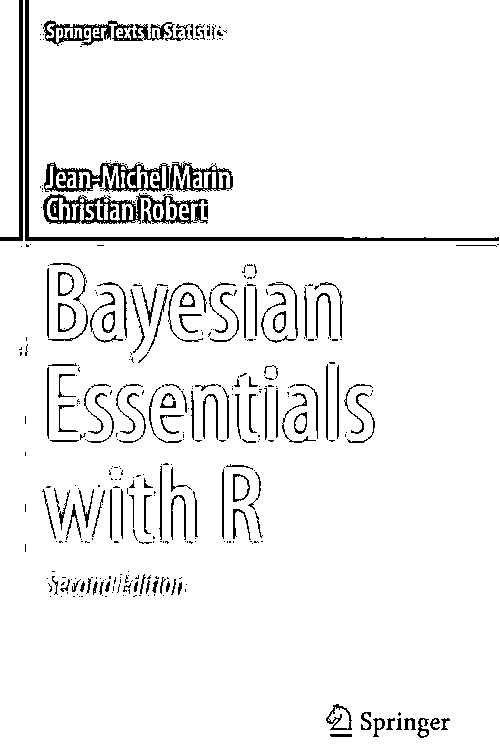 Springer Texts in Statistics
Jean-Michel Marin
Christian Robert
Bayesian
Essentials
with R
Second Edition
Springer